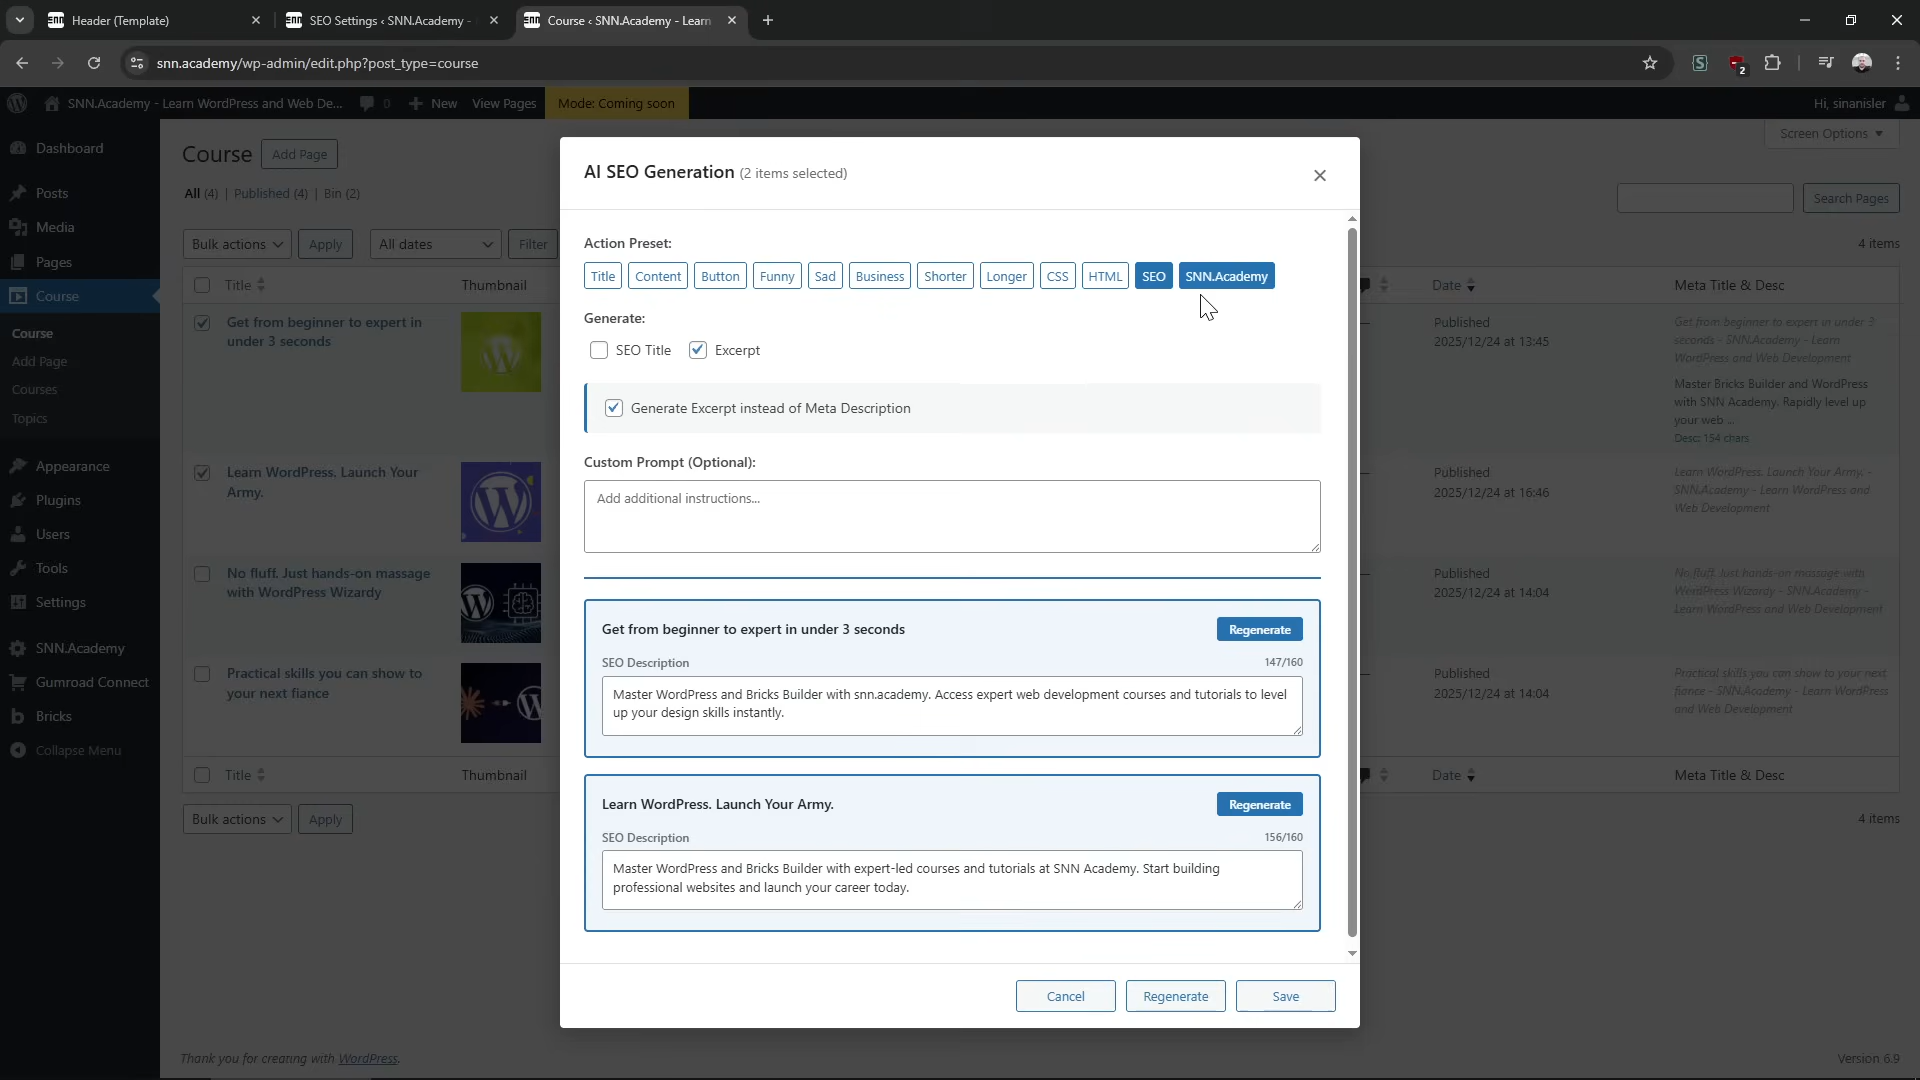 Header (Template)
SEO Settings ‹ SNN.Academy -
Course ‹ SNN.Academy - Learn
snn.academy/wp-admin/edit.php?post_type=course
2
SNN.Academy - Learn WordPress and Web De...
0
New
View Pages
Mode: Coming soon
Hi, sinanisler
Dashboard
Posts
Media
Pages
Course
Course
Add Page
Courses
Topics
Appearance
Plugins
Users
Tools
Settings
SNN.Academy
Gumroad Connect
Bricks
Collapse Menu
Course
Add Page
Screen Options
All (4) | Published (4) | Bin (2)
Search Pages
Bulk actions
Apply
All dates
Filter
4 items
Title
Thumbnail
Date
Meta Title & Desc
Get from beginner to expert in
under 3 seconds
Published
2025/12/24 at 13:45
Get from beginner to expert in under 3
seconds - SNN.Academy - Learn
WordPress and Web Development
Master Bricks Builder and WordPress
with SNN Academy. Rapidly level up
your web ...
Desc: 154 chars
Learn WordPress. Launch Your
Army.
Published
2025/12/24 at 16:46
Learn WordPress. Launch Your Army. -
SNN.Academy - Learn WordPress and
Web Development
No fluff. Just hands-on massage
with WordPress Wizardy
Published
2025/12/24 at 14:04
No fluff. Just hands-on massage with
WordPress Wizardy - SNN.Academy -
Learn WordPress and Web Development
Practical skills you can show to
your next fiance
Published
2025/12/24 at 14:04
Practical skills you can show to your next
fiance - SNN.Academy - Learn WordPress
and Web Development
Title
Thumbnail
Date
Meta Title & Desc
Bulk actions
Apply
4 items
Thank you for creating with WordPress.
Version 6.9
AI SEO Generation (2 items selected)
Action Preset:
Title
Content
Button
Funny
Sad
Business
Shorter
Longer
CSS
HTML
SEO
SNN.Academy
Generate:
SEO Title
Excerpt
Generate Excerpt instead of Meta Description
Custom Prompt (Optional):
Add additional instructions...
Get from beginner to expert in under 3 seconds
Regenerate
SEO Description
147/160
Master WordPress and Bricks Builder with snn.academy. Access expert web development courses and tutorials to level
up your design skills instantly.
Learn WordPress. Launch Your Army.
Regenerate
SEO Description
156/160
Master WordPress and Bricks Builder with expert-led courses and tutorials at SNN Academy. Start building
professional websites and launch your career today.
Cancel
Regenerate
Save